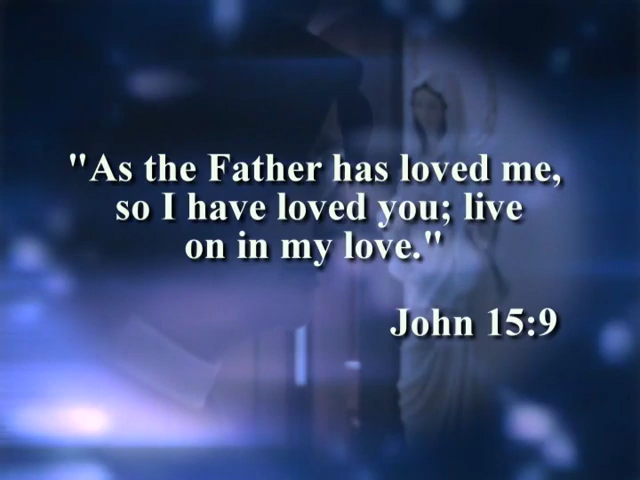 "As the Father has loved me,
so I have loved you; live
on in my love."
John 15:9